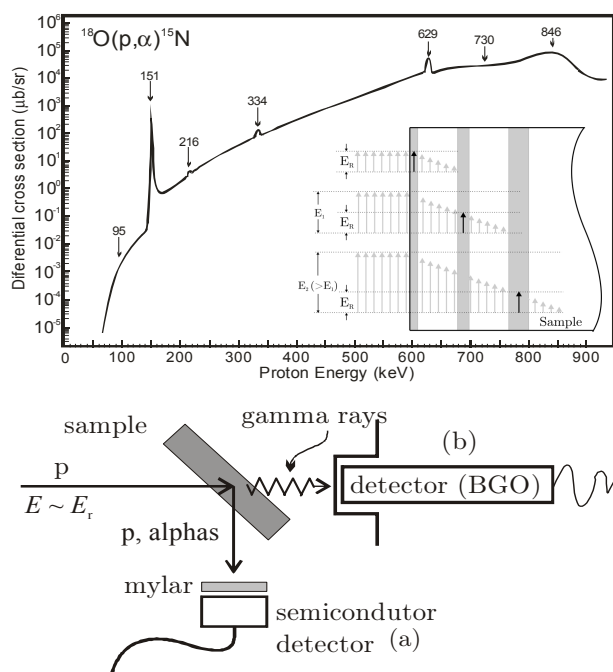 ¹⁸O(p,α)¹⁵N
Diferential cross section (μb/sr)
10⁶
10⁵
10⁴
10³
10²
10¹
10⁰
10⁻¹
10⁻²
10⁻³
10⁻⁴
10⁻⁵
95
151
216
334
629
730
846
E_R
E₁
E_R
E₂(>E₁)
E_R
Sample
0 100 200 300 400 500 600 700 800 900
Proton Energy (keV)
sample
gamma rays
p
E ~ E_r
(b)
detector (BGO)
p, alphas
mylar
semicondutor
detector (a)